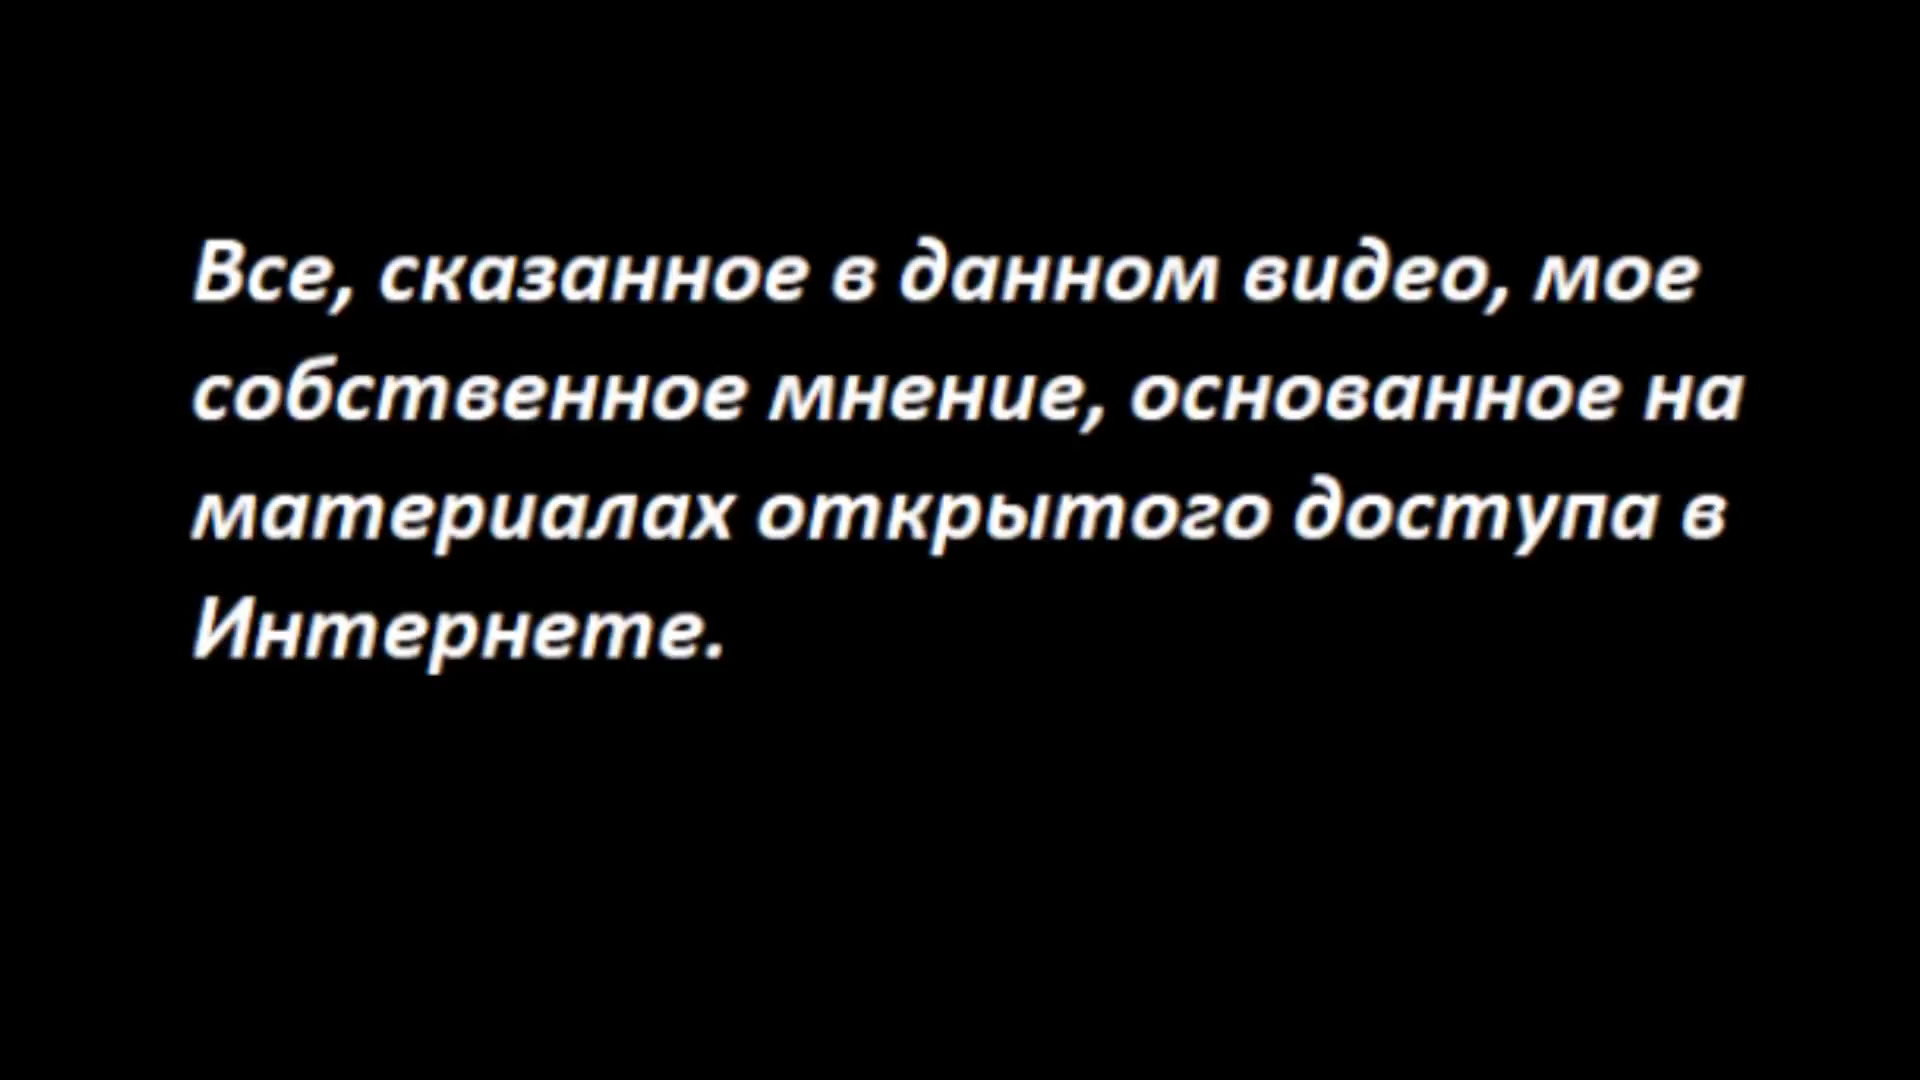 Все, сказанное в данном видео, мое
собственное мнение, основанное на
материалах открытого доступа в
Интернете.